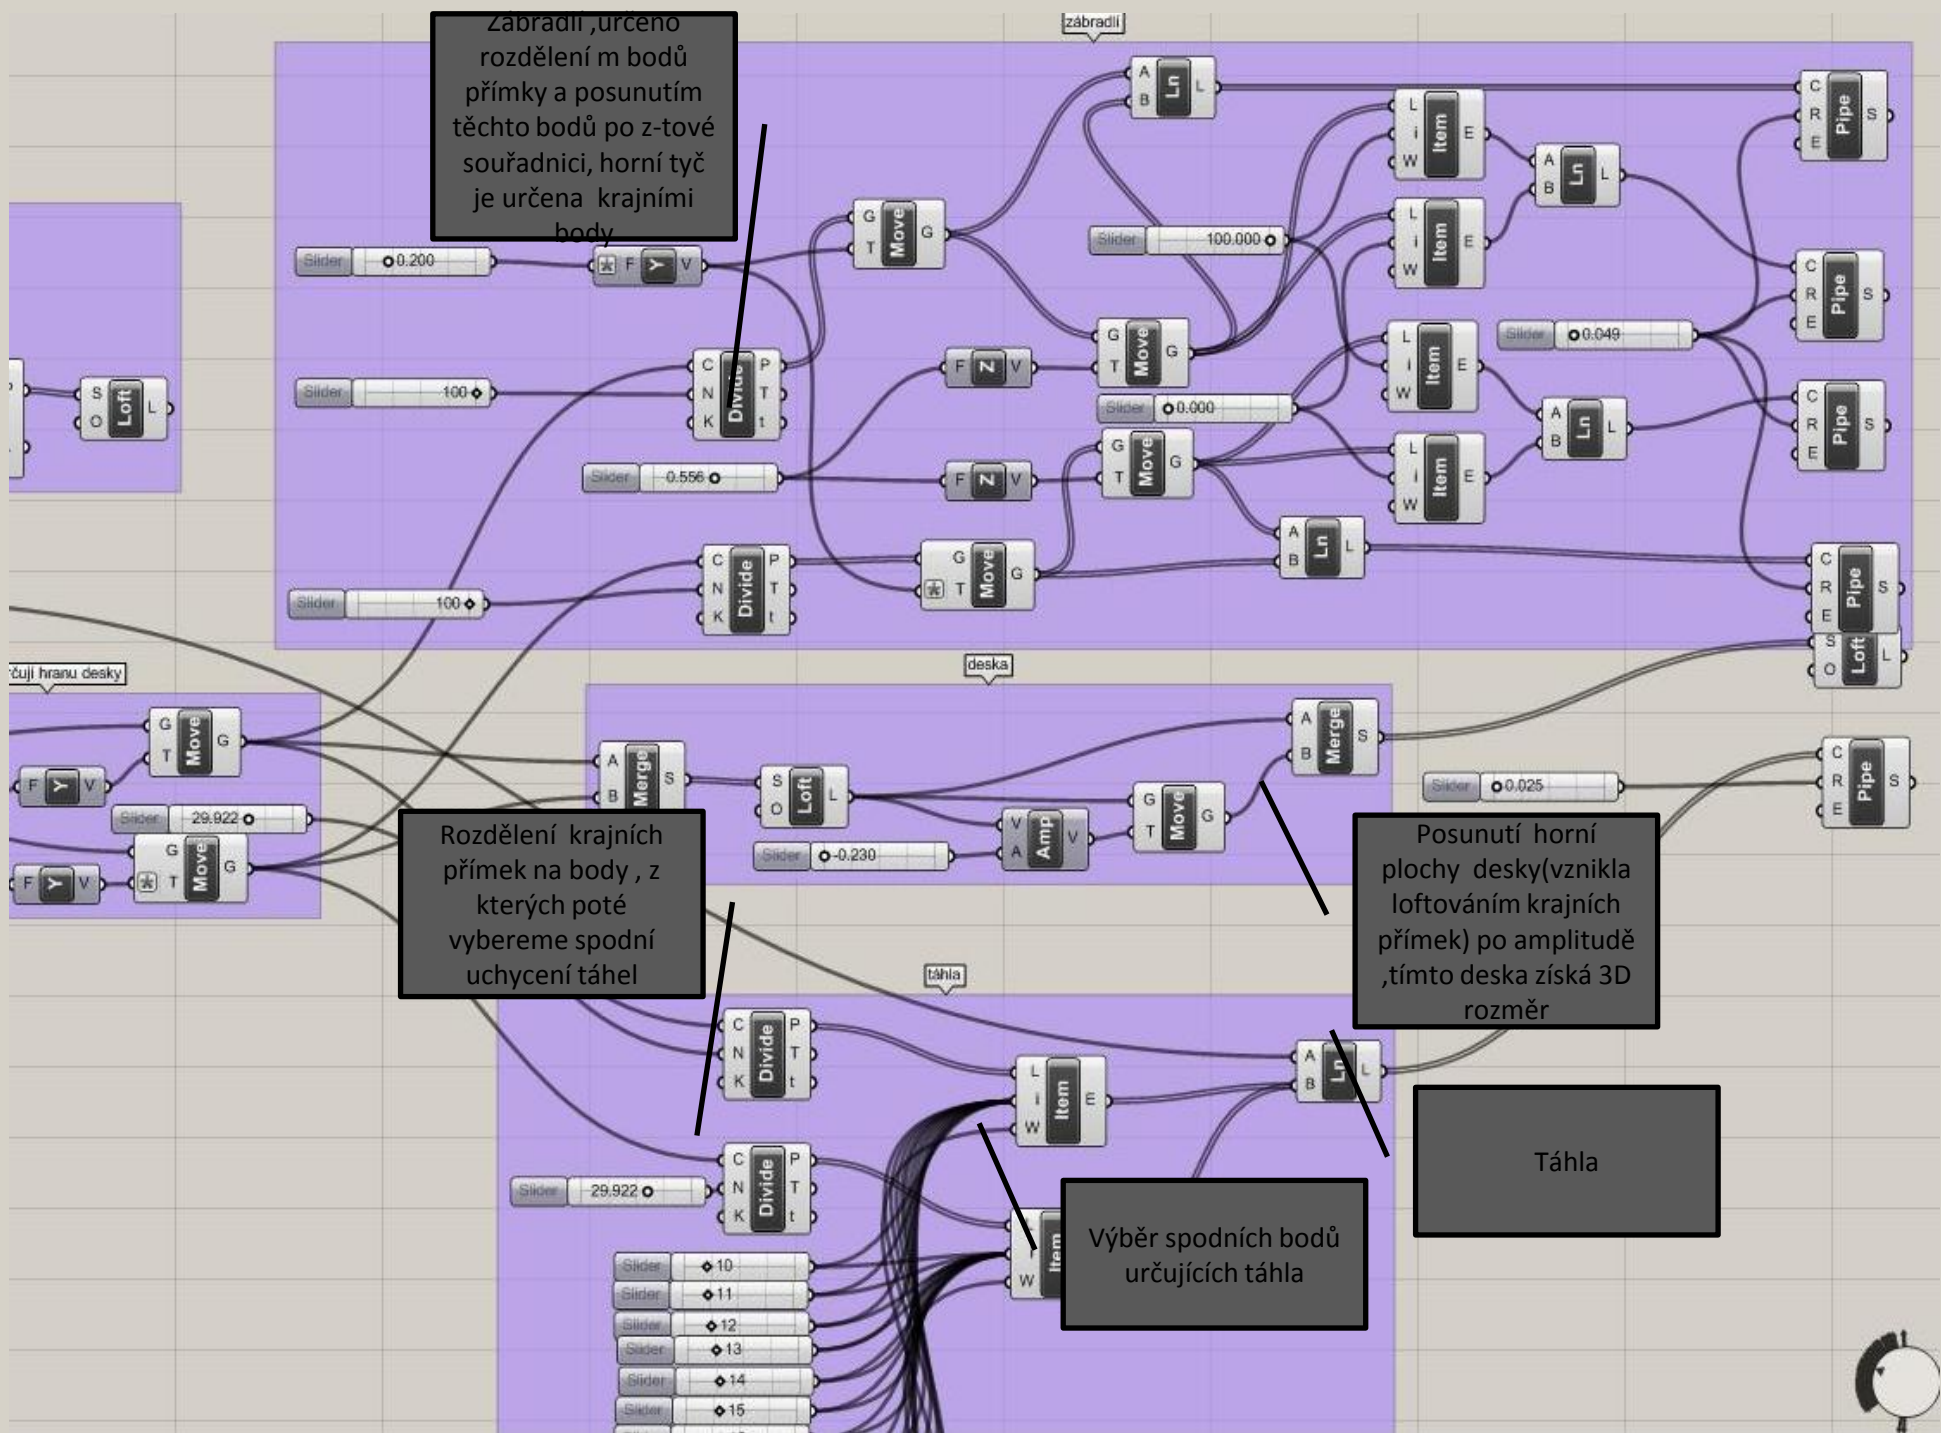 zábradlí
Zábradlí ,určeno
rozdělení m bodů
přímky a posunutím
těchto bodů po z-tové
souřadnici, horní tyč
je určena krajními
body
A B Ln L
C R E Pipe S
L i W Item E
A B Ln L
G T Move G
Slider 100.000
L i W Item E
Slider 0.200
F Y V
C R E Pipe S
G T Move G
L i W Item E
Slider 0.049
C N K Divide P T t
F Z V
S O Loft L
Slider 100
Slider 0.000
A B Ln L
C R E Pipe S
G T Move G
L i W Item E
Slider 0.556
F Z V
A B Ln L
C N K Divide P T t
G T Move G
C R E Pipe S
Slider 100
S O Loft L
čují hranu desky
deska
G T Move G
F Y V
Slider 29.922
G T Move G
F Y V
A B Merge S
S O Loft L
A B Merge S
G T Move G
V A Amp V
Slider -0.230
Slider 0.025
C R E Pipe S
Rozdělení krajních
přímek na body , z
kterých poté
vybereme spodní
uchycení táhel
Posunutí horní
plochy desky(vznikla
loftováním krajních
přímek) po amplitudě
,tímto deska získá 3D
rozměr
táhla
C N K Divide P T t
L i W Item E
A B Ln L
Táhla
C N K Divide P T t
Slider 29.922
W Item
Výběr spodních bodů
určujících táhla
Slider 10
Slider 11
Slider 12
Slider 13
Slider 14
Slider 15